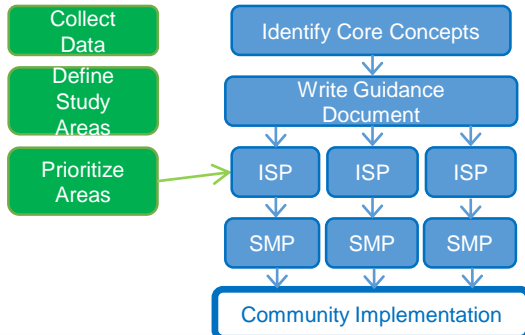 Collect
Data
Define
Study
Areas
Prioritize
Areas
Identify Core Concepts
Write Guidance
Document
ISP
ISP
ISP
SMP
SMP
SMP
Community Implementation